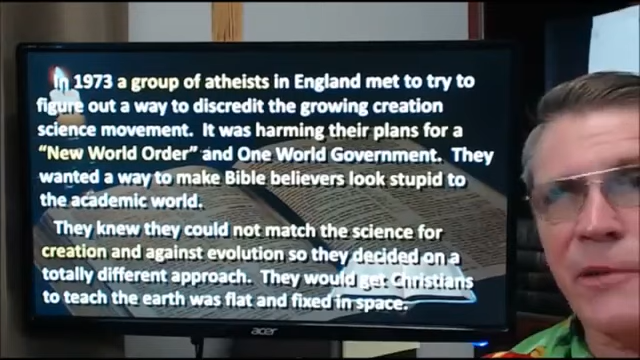 In 1973 a group of atheists in England met to try to
figure out a way to discredit the growing creation
science movement. It was harming their plans for a
“New World Order” and One World Government. They
wanted a way to make Bible believers look stupid to
the academic world.
They knew they could not match the science for
creation and against evolution so they decided on a
totally different approach. They would get Christians
to teach the earth was flat and fixed in space.
acer